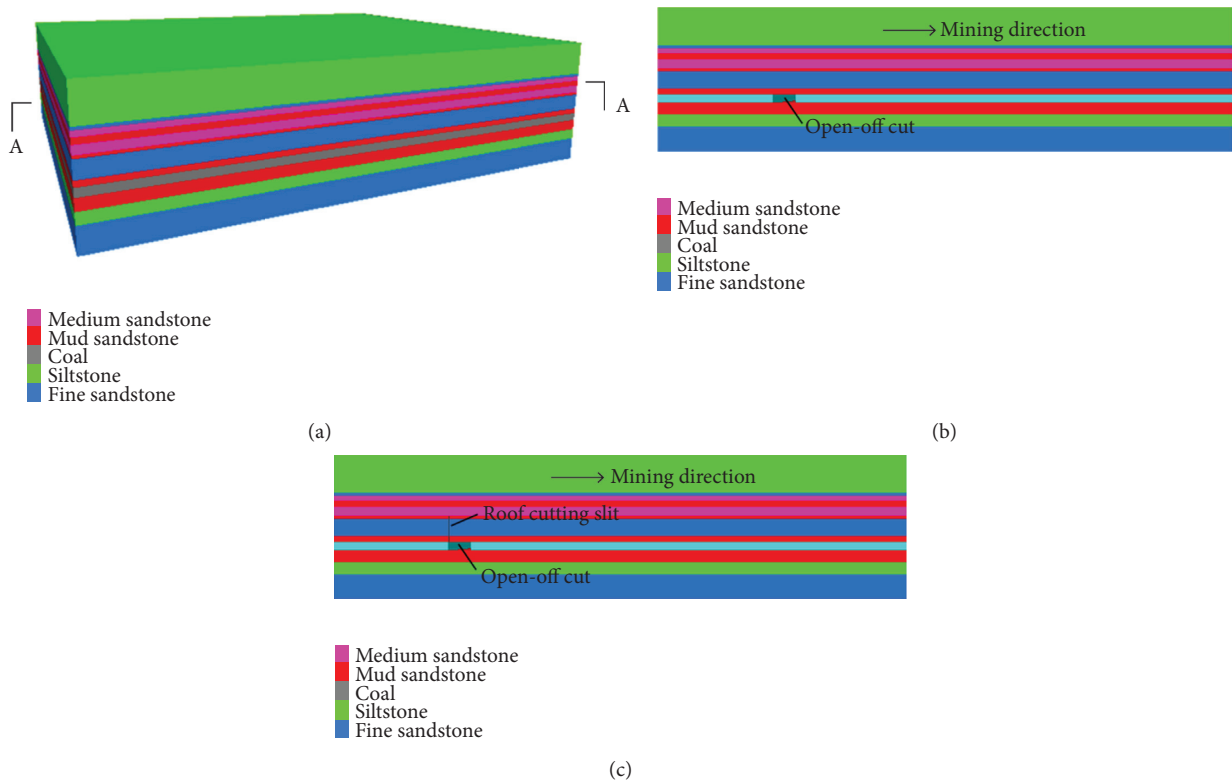 A
A
Medium sandstone
Mud sandstone
Coal
Siltstone
Fine sandstone
(a)
Mining direction
Open-off cut
Medium sandstone
Mud sandstone
Coal
Siltstone
Fine sandstone
(b)
Mining direction
Roof cutting slit
Open-off cut
Medium sandstone
Mud sandstone
Coal
Siltstone
Fine sandstone
(c)